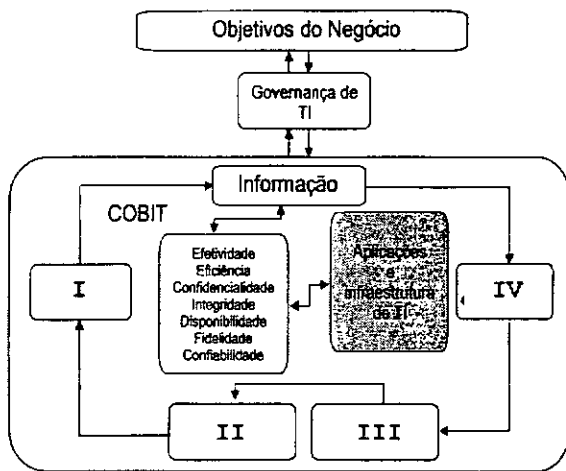 Objetivos do Negócio
Governança de
TI
Informação
COBIT
Efetividade
Eficiência
Confidencialidade
Integridade
Disponibilidade
Fidelidade
Confiabilidade
Aplicações
e
infraestrutura
de TI
I
IV
II
III